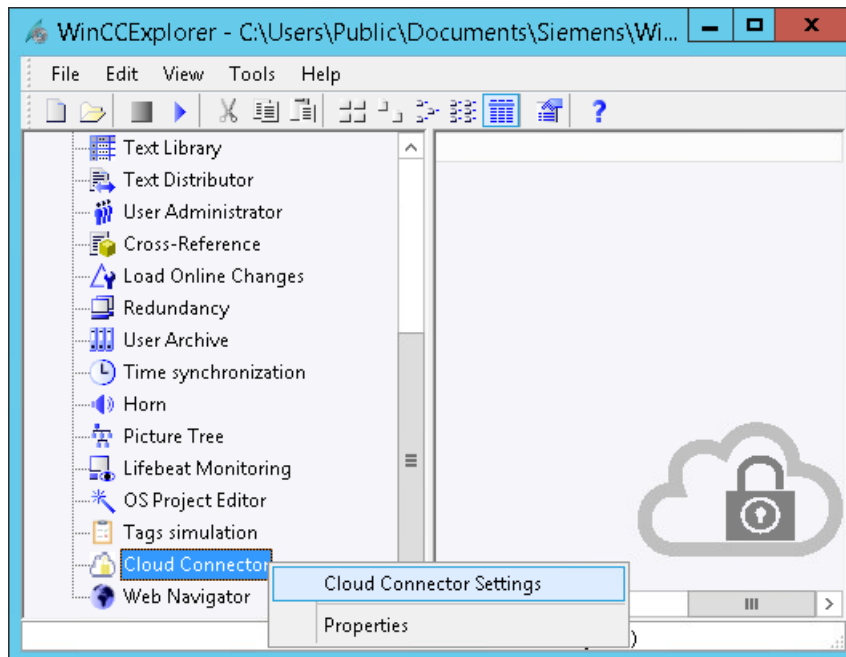 WinCCExplorer - C:\Users\Public\Documents\Siemens\Wi...
File Edit View Tools Help
Text Library
Text Distributor
User Administrator
Cross-Reference
Load Online Changes
Redundancy
User Archive
Time synchronization
Horn
Picture Tree
Lifebeat Monitoring
OS Project Editor
Tags simulation
Cloud Connector
Cloud Connector Settings
Web Navigator
Properties